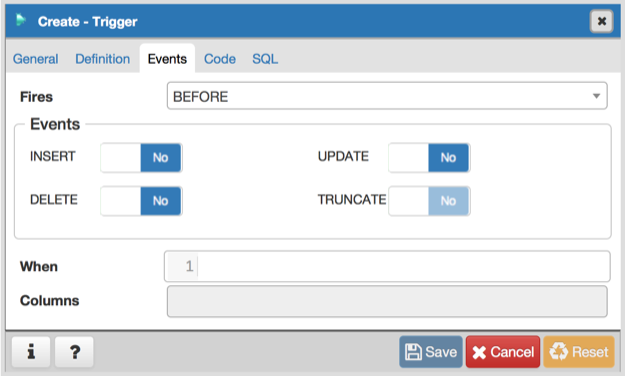 Create - Trigger
General Definition Events Code SQL
Fires BEFORE
Events
INSERT No UPDATE No
DELETE No TRUNCATE No
When 1
Columns
i ? Save Cancel Reset